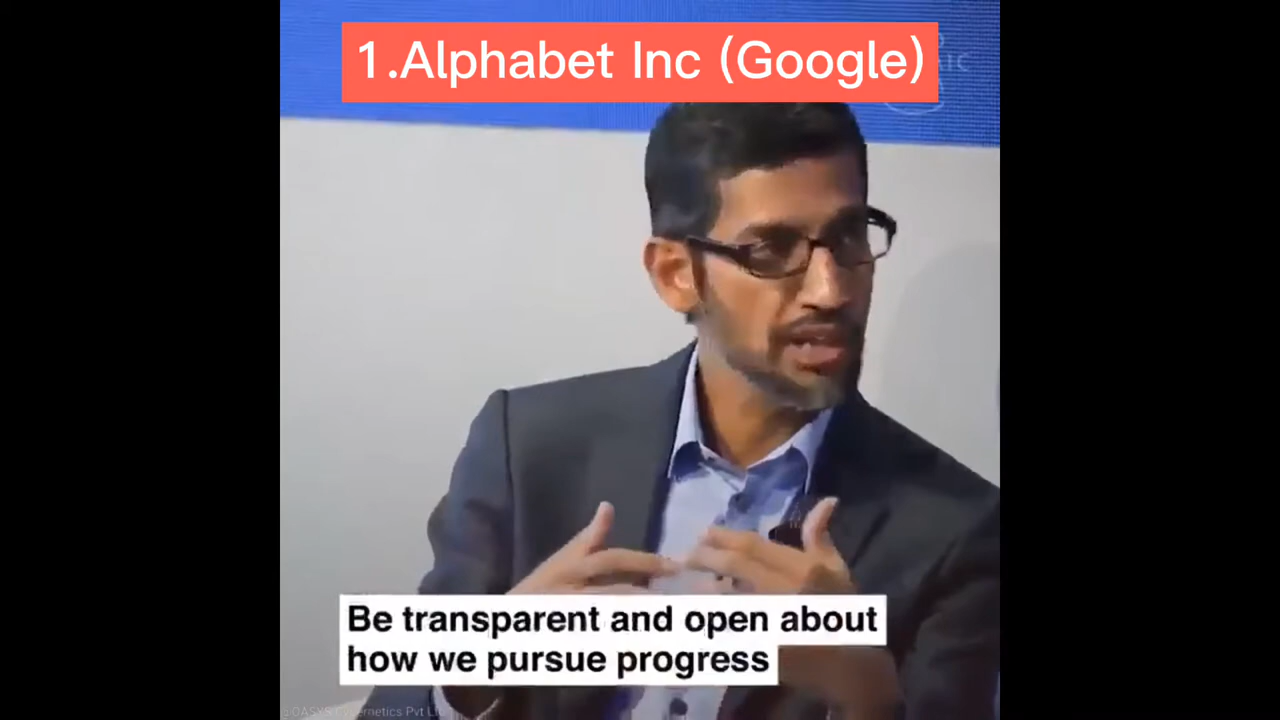 1.Alphabet Inc (Google)
Be transparent and open about
how we pursue progress